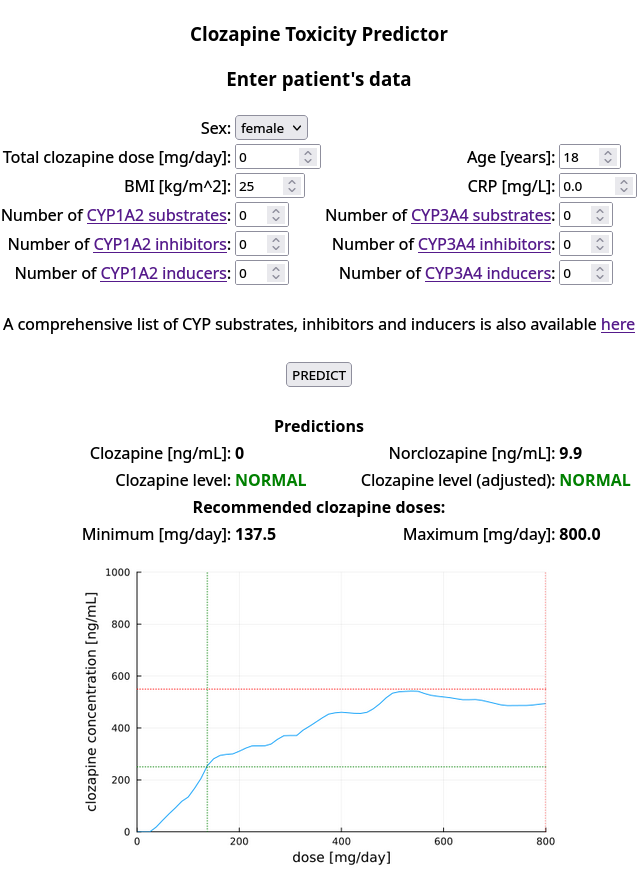 Clozapine Toxicity Predictor
Enter patient's data
Sex: female
Total clozapine dose [mg/day]: 0 Age [years]: 18
BMI [kg/m^2]: 25 CRP [mg/L]: 0.0
Number of CYP1A2 substrates: 0 Number of CYP3A4 substrates: 0
Number of CYP1A2 inhibitors: 0 Number of CYP3A4 inhibitors: 0
Number of CYP1A2 inducers: 0 Number of CYP3A4 inducers: 0
A comprehensive list of CYP substrates, inhibitors and inducers is also available here
PREDICT
Predictions
Clozapine [ng/mL]: 0 Norclozapine [ng/mL]: 9.9
Clozapine level: NORMAL Clozapine level (adjusted): NORMAL
Recommended clozapine doses:
Minimum [mg/day]: 137.5 Maximum [mg/day]: 800.0
clozapine concentration [ng/mL]
1000
800
600
400
200
0
0 200 400 600 800
dose [mg/day]